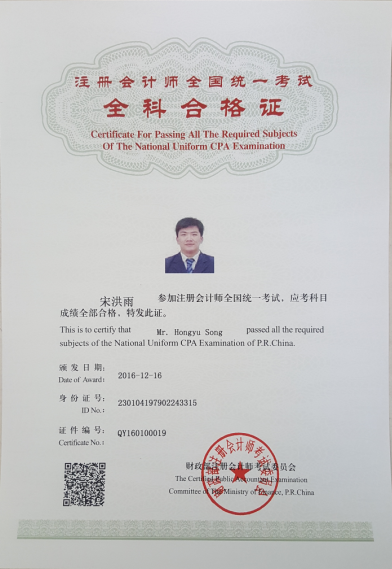 注册会计师全国统一考试
全科合格证
Certificate For Passing All The Required Subjects
Of The National Uniform CPA Examination
宋洪雨 参加注册会计师全国统一考试，应考科目
成绩全部合格，特发此证。
This is to certify that Mr. Hongyu Song passed all the required
subjects of the National Uniform CPA Examination of P.R.China.
颁发日期：
Date of Award： 2016-12-16
身份证号：
ID No.： 230104197902243315
证件编号：
Certificate No.： QY160100019
财政部注册会计师考试委员会
The Certified Public Accountant Examination
Committee of The Ministry of Finance, P.R.China